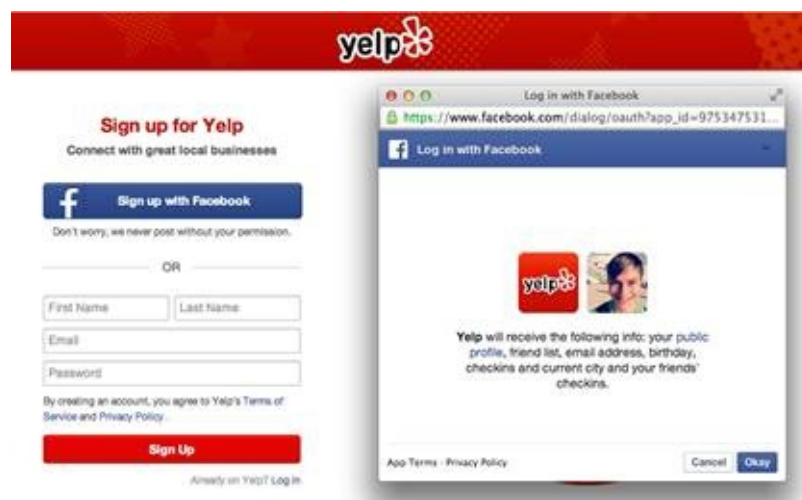 yelp
Sign up for Yelp
Connect with great local businesses
f Sign up with Facebook
Don't worry, we never post without your permission.
OR
First Name Last Name
Email
Password
By creating an account, you agree to Yelp's Terms of
Service and Privacy Policy.
Sign Up
Already on Yelp? Log in
Log in with Facebook
https://www.facebook.com/dialog/oauth?app_id=975347531...
f Log in with Facebook
yelp
Yelp will receive the following info: your public
profile, friend list, email address, birthday,
checkins and current city and your friends'
checkins.
App Terms · Privacy Policy Cancel Okay